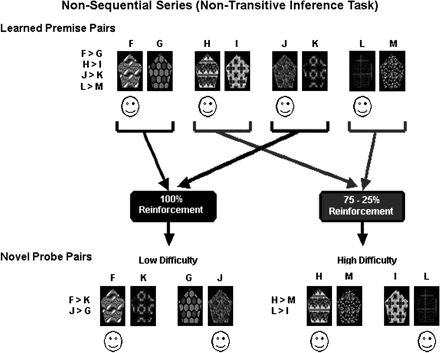 Non-Sequential Series (Non-Transitive Inference Task)
Learned Premise Pairs
F G H I J K L M
F > G
H > I
J > K
L > M
100%
Reinforcement
75 - 25%
Reinforcement
Novel Probe Pairs
Low Difficulty
High Difficulty
F K G J H M I L
F > K
J > G
H > M
L > I